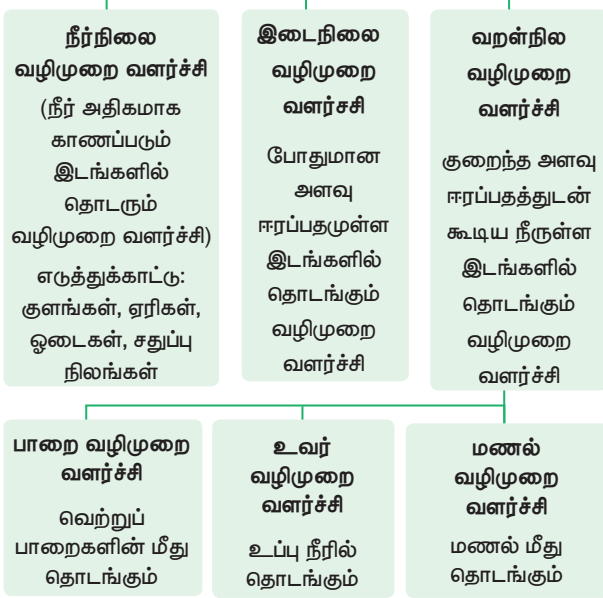 நீர்நிலை
வழிமுறை வளர்ச்சி
(நீர் அதிகமாக
காணப்படும்
இடங்களில்
தொடரும்
வழிமுறை வளர்ச்சி)
எடுத்துக்காட்டு:
குளங்கள், ஏரிகள்,
ஓடைகள், சதுப்பு
நிலங்கள்
இடைநிலை
வழிமுறை
வளர்சசி
போதுமான
அளவு
ஈரப்பதமுள்ள
இடங்களில்
தொடங்கும்
வழிமுறை
வளர்ச்சி
வறள்நில
வழிமுறை
வளர்ச்சி
குறைந்த அளவு
ஈரப்பதத்துடன்
கூடிய நீருள்ள
இடங்களில்
தொடங்கும்
வழிமுறை
வளர்ச்சி
பாறை வழிமுறை
வளர்ச்சி
வெற்றுப்
பாறைகளின் மீது
தொடங்கும்
உவர்
வழிமுறை
வளர்ச்சி
உப்பு நீரில்
தொடங்கும்
மணல்
வழிமுறை
வளர்ச்சி
மணல் மீது
தொடங்கும்